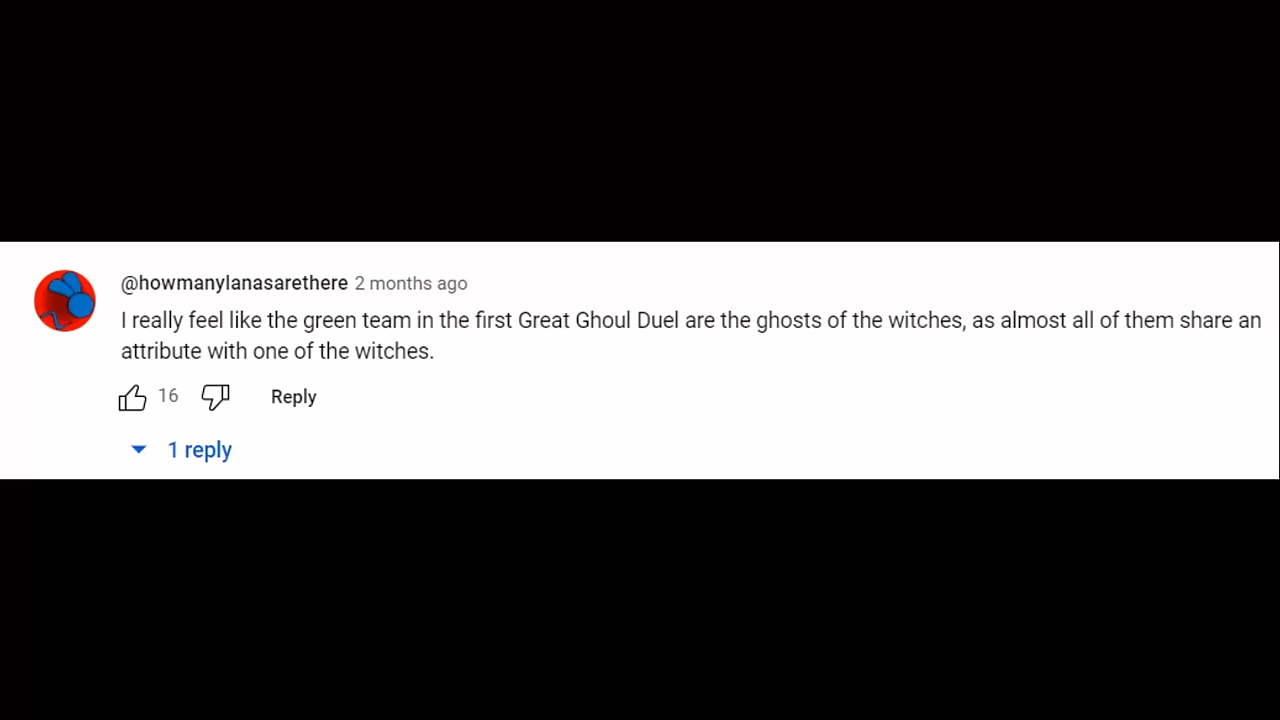 @howmanylanasarethere 2 months ago
I really feel like the green team in the first Great Ghoul Duel are the ghosts of the witches, as almost all of them share an
attribute with one of the witches.
16 Reply
1 reply